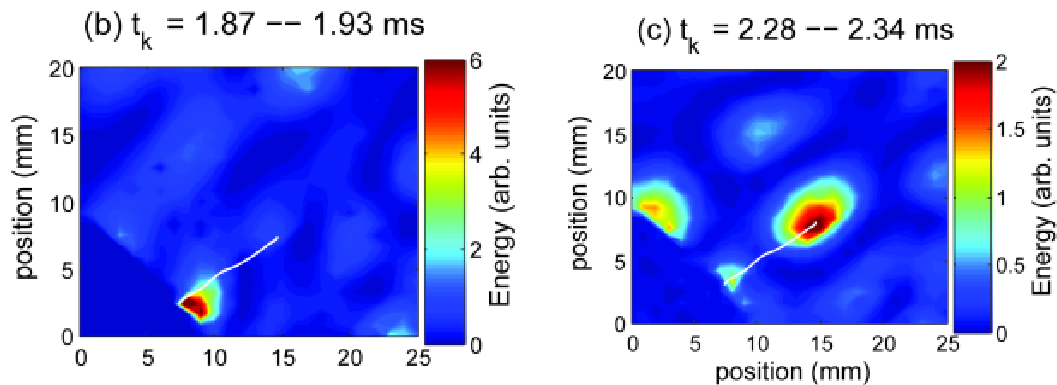 (b) t_k = 1.87 −− 1.93 ms
20
15
10
5
0
position (mm)
0 5 10 15 20 25
6
4
2
0
Energy (arb. units)
(c) t_k = 2.28 −− 2.34 ms
20
15
10
5
0
position (mm)
0 5 10 15 20 25
position (mm)
2
1.5
1
0.5
0
Energy (arb. units)